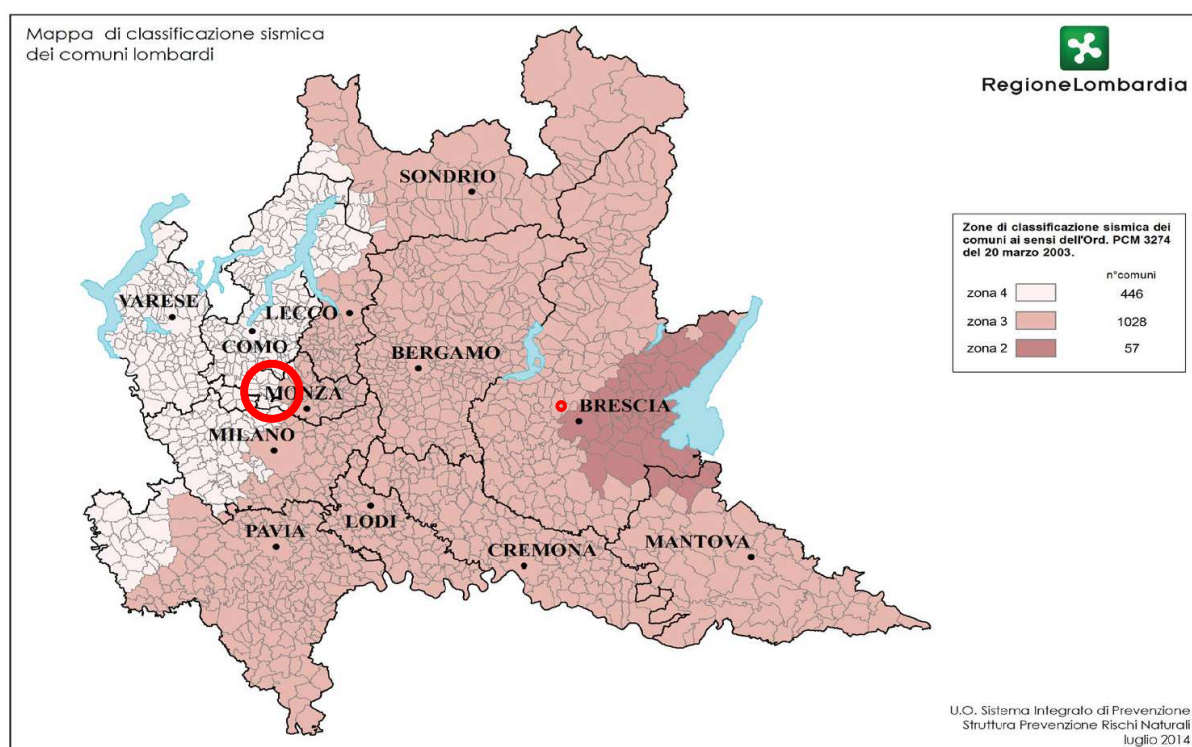 Mappa di classificazione sismica
dei comuni lombardi
RegioneLombardia
SONDRIO
VARESE
LECCO
COMO
BERGAMO
MONZA
BRESCIA
MILANO
PAVIA
LODI
CREMONA
MANTOVA
Zone di classificazione sismica dei
comuni ai sensi dell'Ord. PCM 3274
del 20 marzo 2003.
n°comuni
zona 4 446
zona 3 1028
zona 2 57
U.O. Sistema Integrato di Prevenzione
Struttura Prevenzione Rischi Naturali
luglio 2014